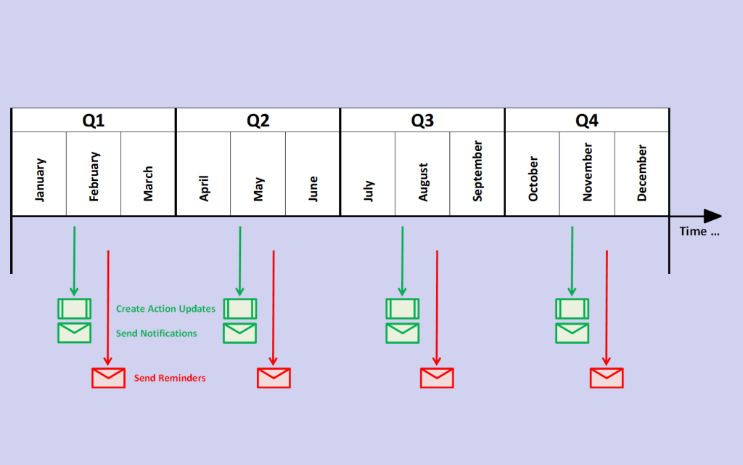 Q1
Q2
Q3
Q4
January
February
March
April
May
June
July
August
September
October
November
December
Time ...
Create Action Updates
Send Notifications
Send Reminders